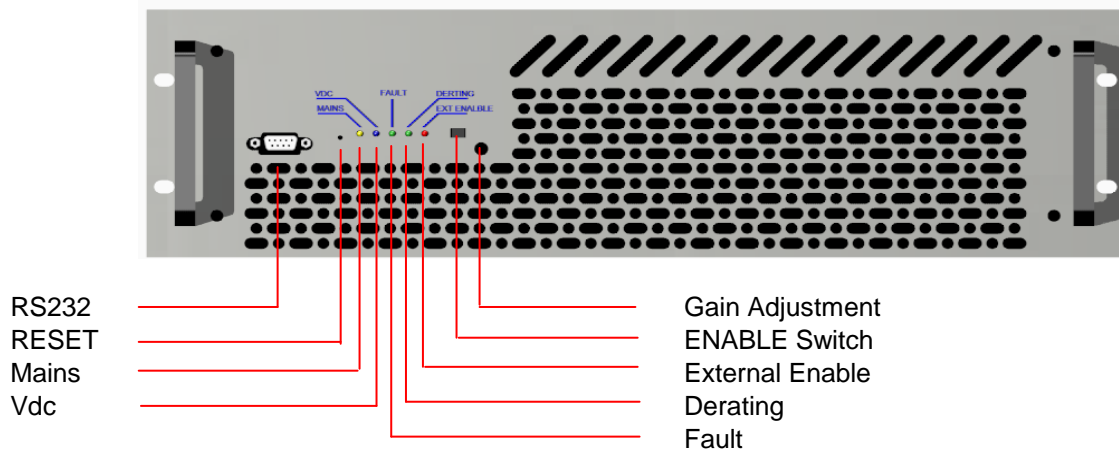 VDC FAULT DERTING
MAINS EXT ENALBLE
RS232 Gain Adjustment
RESET ENABLE Switch
Mains External Enable
Vdc Derating
Fault